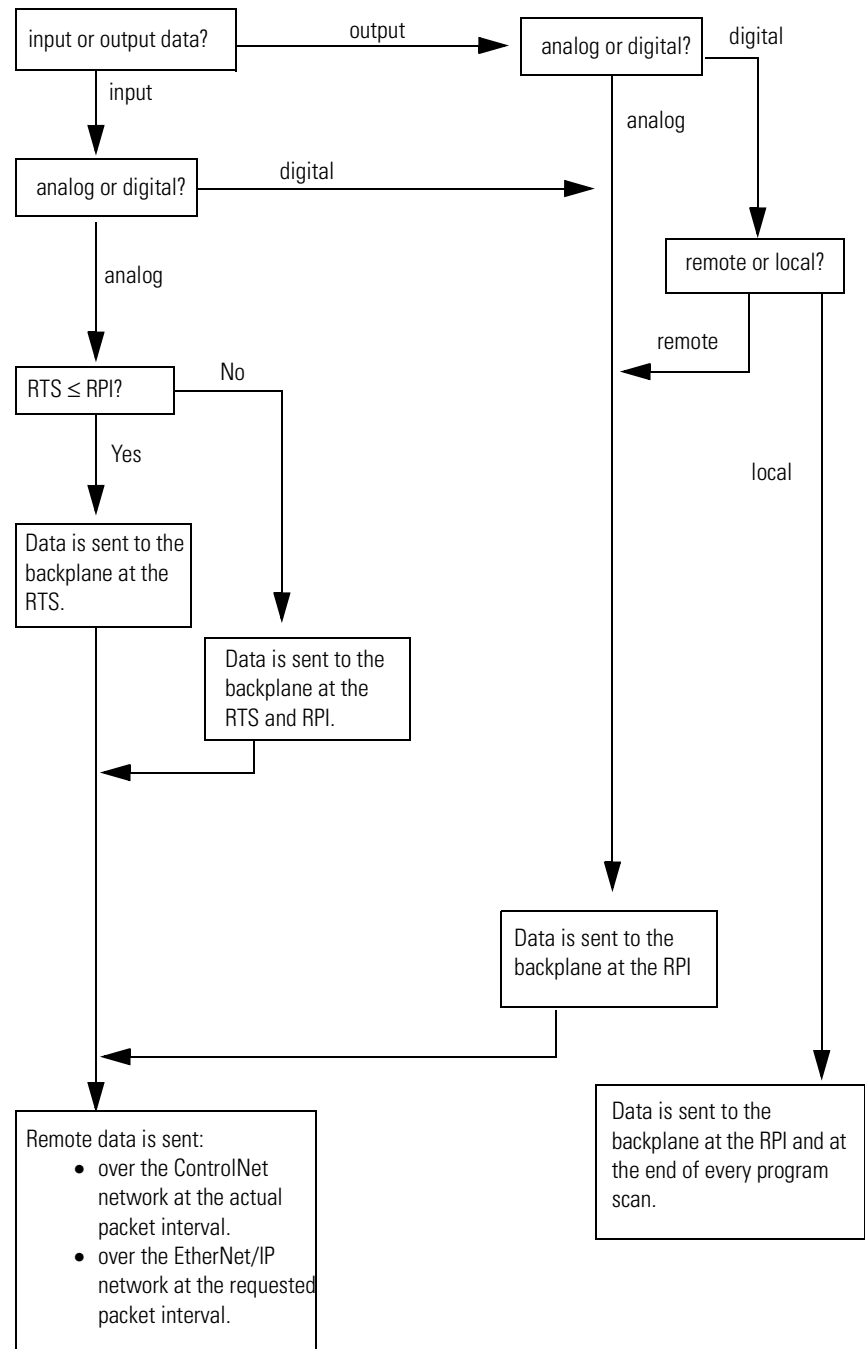 input or output data?
output
analog or digital?
digital
input
analog
analog or digital?
digital
remote or local?
analog
remote
RTS ≤ RPI?
No
Yes
local
Data is sent to the
backplane at the
RTS.
Data is sent to the
backplane at the
RTS and RPI.
Data is sent to the
backplane at the RPI
Data is sent to the
backplane at the RPI and at
the end of every program
scan.
Remote data is sent:
• over the ControlNet
network at the actual
packet interval.
• over the EtherNet/IP
network at the requested
packet interval.